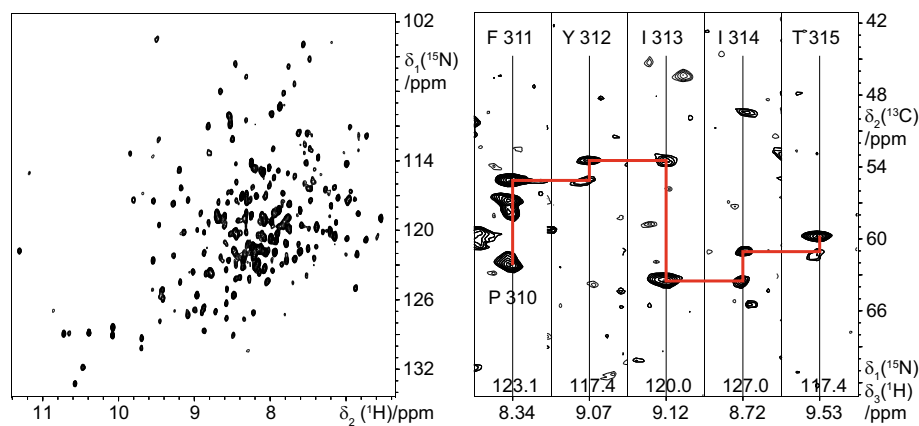 102
δ₁(¹⁵N)
/ppm
114
120
126
132
11 10 9 8
δ₂ (¹H)/ppm
F 311 Y 312 I 313 I 314 T 315
P 310
42
48
δ₂(¹³C)
/ppm
54
60
66
δ₁(¹⁵N)
123.1 117.4 120.0 127.0 117.4
δ₃(¹H)
8.34 9.07 9.12 8.72 9.53 /ppm